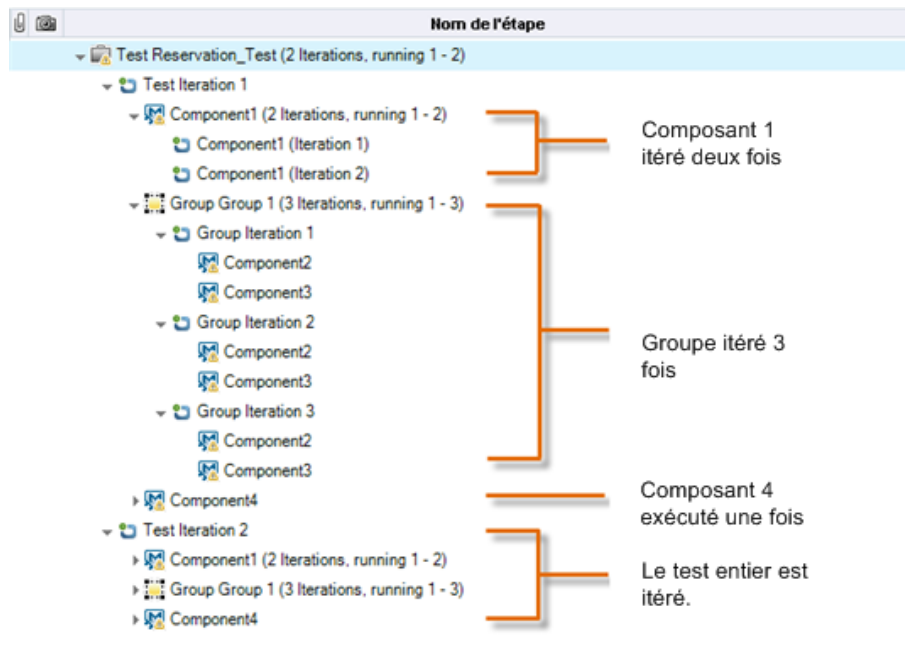 Nom de l'étape
Test Reservation_Test (2 Iterations, running 1 - 2)
Test Iteration 1
Component1 (2 Iterations, running 1 - 2)
Component1 (Iteration 1)
Component1 (Iteration 2)
Composant 1
itéré deux fois
Group Group 1 (3 Iterations, running 1 - 3)
Group Iteration 1
Component2
Component3
Group Iteration 2
Component2
Component3
Group Iteration 3
Component2
Component3
Groupe itéré 3
fois
Component4
Composant 4
exécuté une fois
Test Iteration 2
Component1 (2 Iterations, running 1 - 2)
Group Group 1 (3 Iterations, running 1 - 3)
Component4
Le test entier est
itéré.